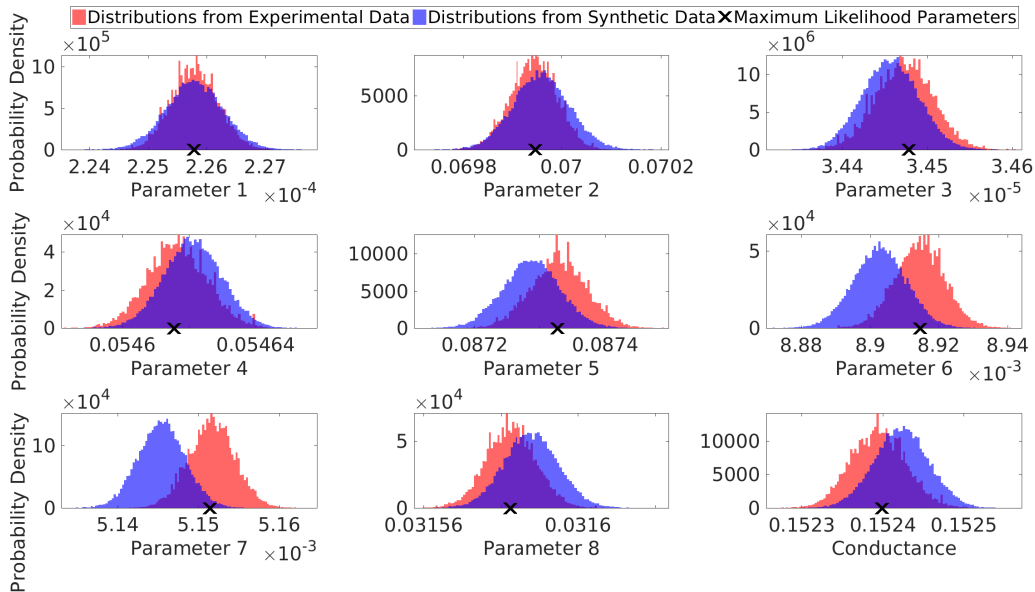 Distributions from Experimental Data Distributions from Synthetic Data Maximum Likelihood Parameters
×10^5 ×10^6
Probability Density
10 5 0
5000 0
10 5 0
2.24 2.25 2.26 2.27
0.0698 0.07 0.0702
3.44 3.45 3.46
Parameter 1 ×10^-4 Parameter 2 Parameter 3 ×10^-5
×10^4 ×10^4
Probability Density
4 2 0
10000 5000 0
5 0
0.0546 0.05464
0.0872 0.0874
8.88 8.9 8.92 8.94
Parameter 4 Parameter 5 Parameter 6 ×10^-3
×10^4 ×10^4
Probability Density
10 0
5 0
10000 5000 0
5.14 5.15 5.16
0.03156 0.0316
0.1523 0.1524 0.1525
Parameter 7 ×10^-3 Parameter 8 Conductance